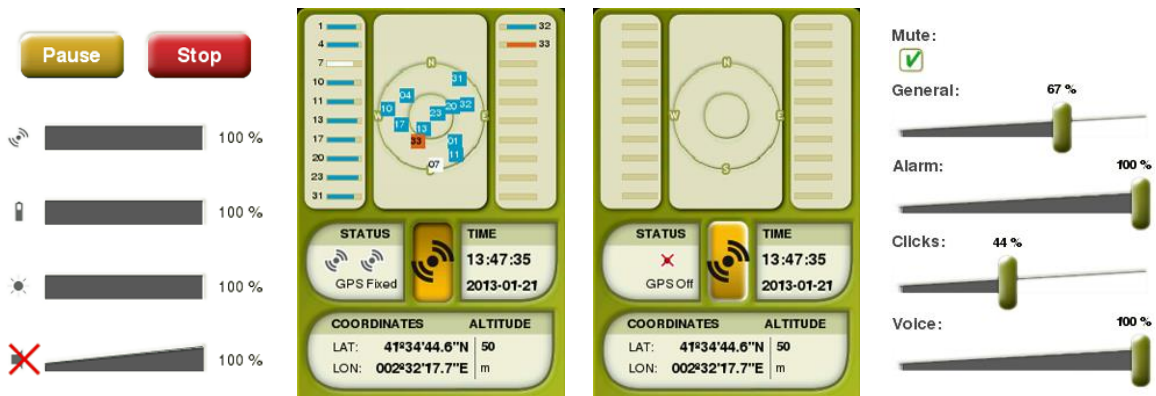 Pause Stop
100 %
100 %
100 %
100 %
1
4
7
10
11
13
17
20
23
31
32
33
N
31
04
10
20 32
W
23
E
17
13
33
01
11
07
STATUS
GPS Fixed
TIME
13:47:35
2013-01-21
COORDINATES ALTITUDE
LAT: 41º34'44.6"N 50
LON: 002º32'17.7"E m
N
W
E
S
STATUS
GPS Off
TIME
13:47:35
2013-01-21
COORDINATES ALTITUDE
LAT: 41º34'44.6"N 50
LON: 002º32'17.7"E m
Mute:
General: 67 %
Alarm: 100 %
Clicks: 44 %
Voice: 100 %